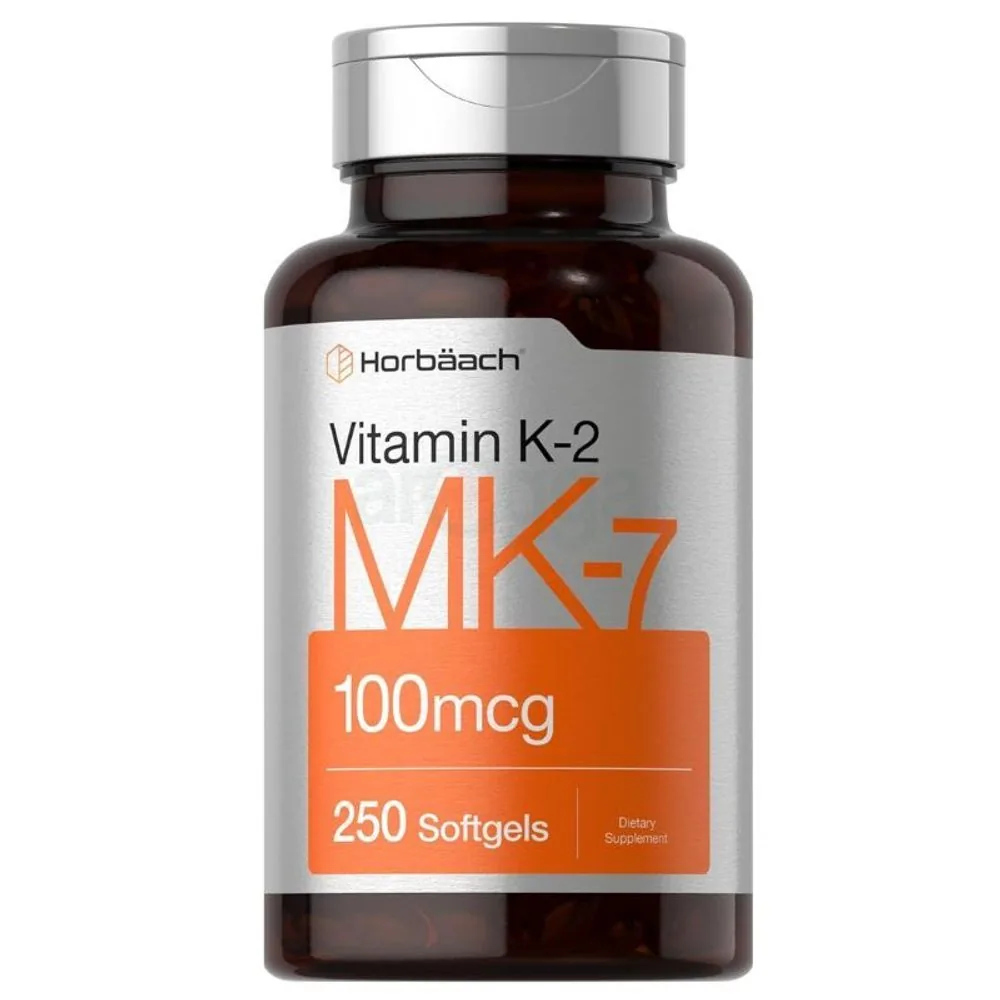 Horbäach®
Vitamin K-2
MK-7
100mcg
250 Softgels
Dietary
Supplement